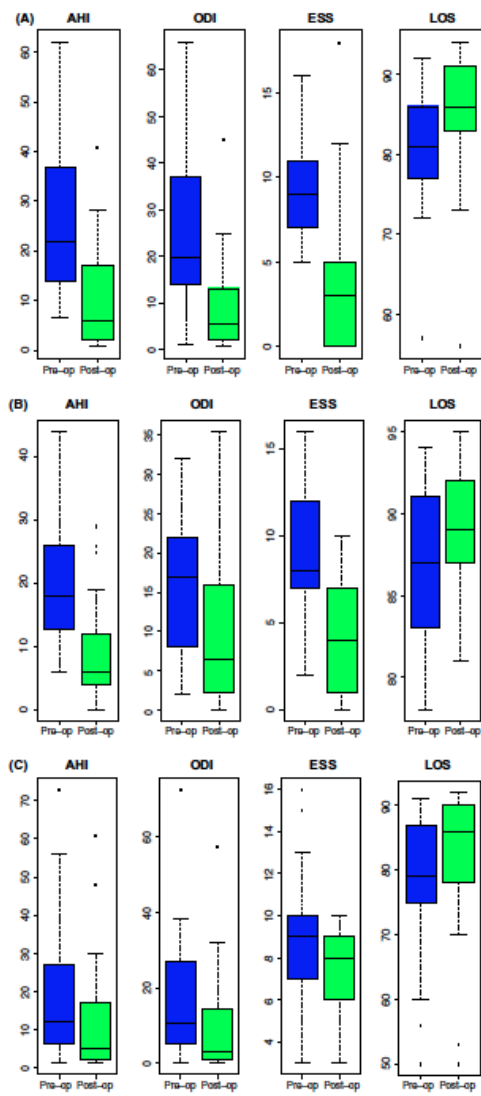 (A) AHI ODI ESS LOS
60 50 40 30 20 10 0
60 50 40 30 20 10 0
15 10 5 0
90 80 70 60
Pre–op Post–op Pre–op Post–op Pre–op Post–op Pre–op Post–op
(B) AHI ODI ESS LOS
40 30 20 10 0
35 30 25 20 15 10 5 0
15 10 5 0
95 90 85 80
Pre–op Post–op Pre–op Post–op Pre–op Post–op Pre–op Post–op
(C) AHI ODI ESS LOS
70 60 50 40 30 20 10 0
60 40 20 0
16 14 12 10 8 6 4
90 80 70 60 50
Pre–op Post–op Pre–op Post–op Pre–op Post–op Pre–op Post–op